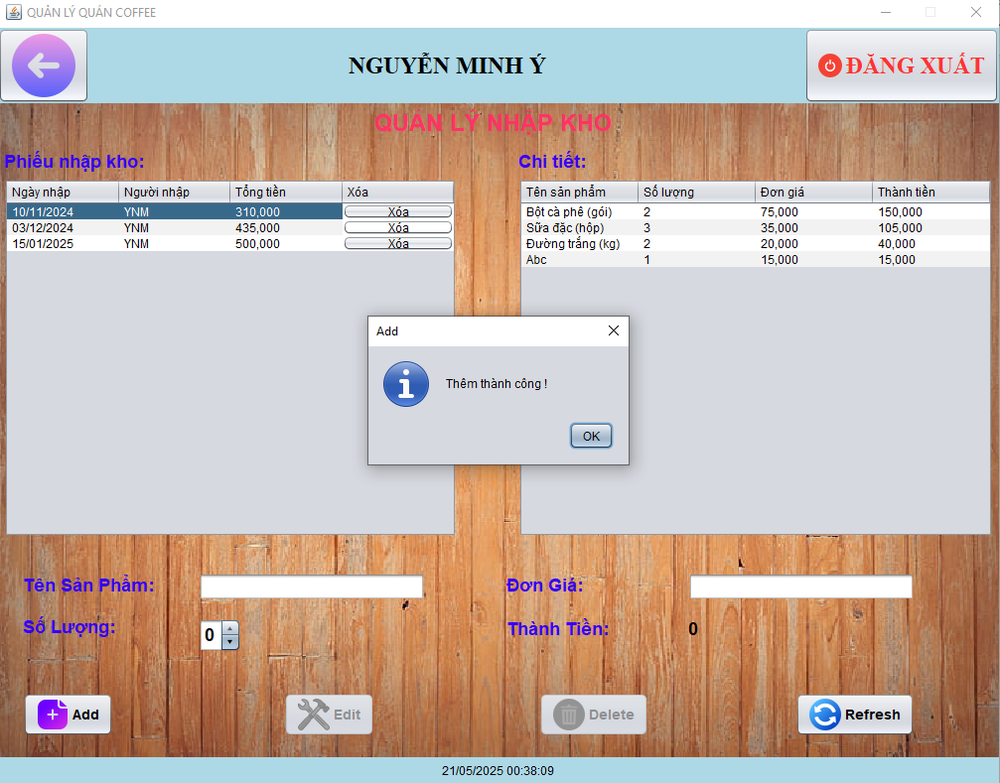 QUẢN LÝ QUÁN COFFEE
NGUYỄN MINH Ý
ĐĂNG XUẤT
QUẢN LÝ NHẬP KHO
Phiếu nhập kho:
Chi tiết:
Ngày nhập Người nhập Tổng tiền Xóa
10/11/2024 YNM 310,000 Xóa
03/12/2024 YNM 435,000 Xóa
15/01/2025 YNM 500,000 Xóa
Tên sản phẩm Số lượng Đơn giá Thành tiền
Bột cà phê (gói) 2 75,000 150,000
Sữa đặc (hộp) 3 35,000 105,000
Đường trắng (kg) 2 20,000 40,000
Abc 1 15,000 15,000
Add
Thêm thành công !
OK
Tên Sản Phẩm:
Đơn Giá:
Số Lượng: 0
Thành Tiền: 0
Add
Edit
Delete
Refresh
21/05/2025 00:38:09